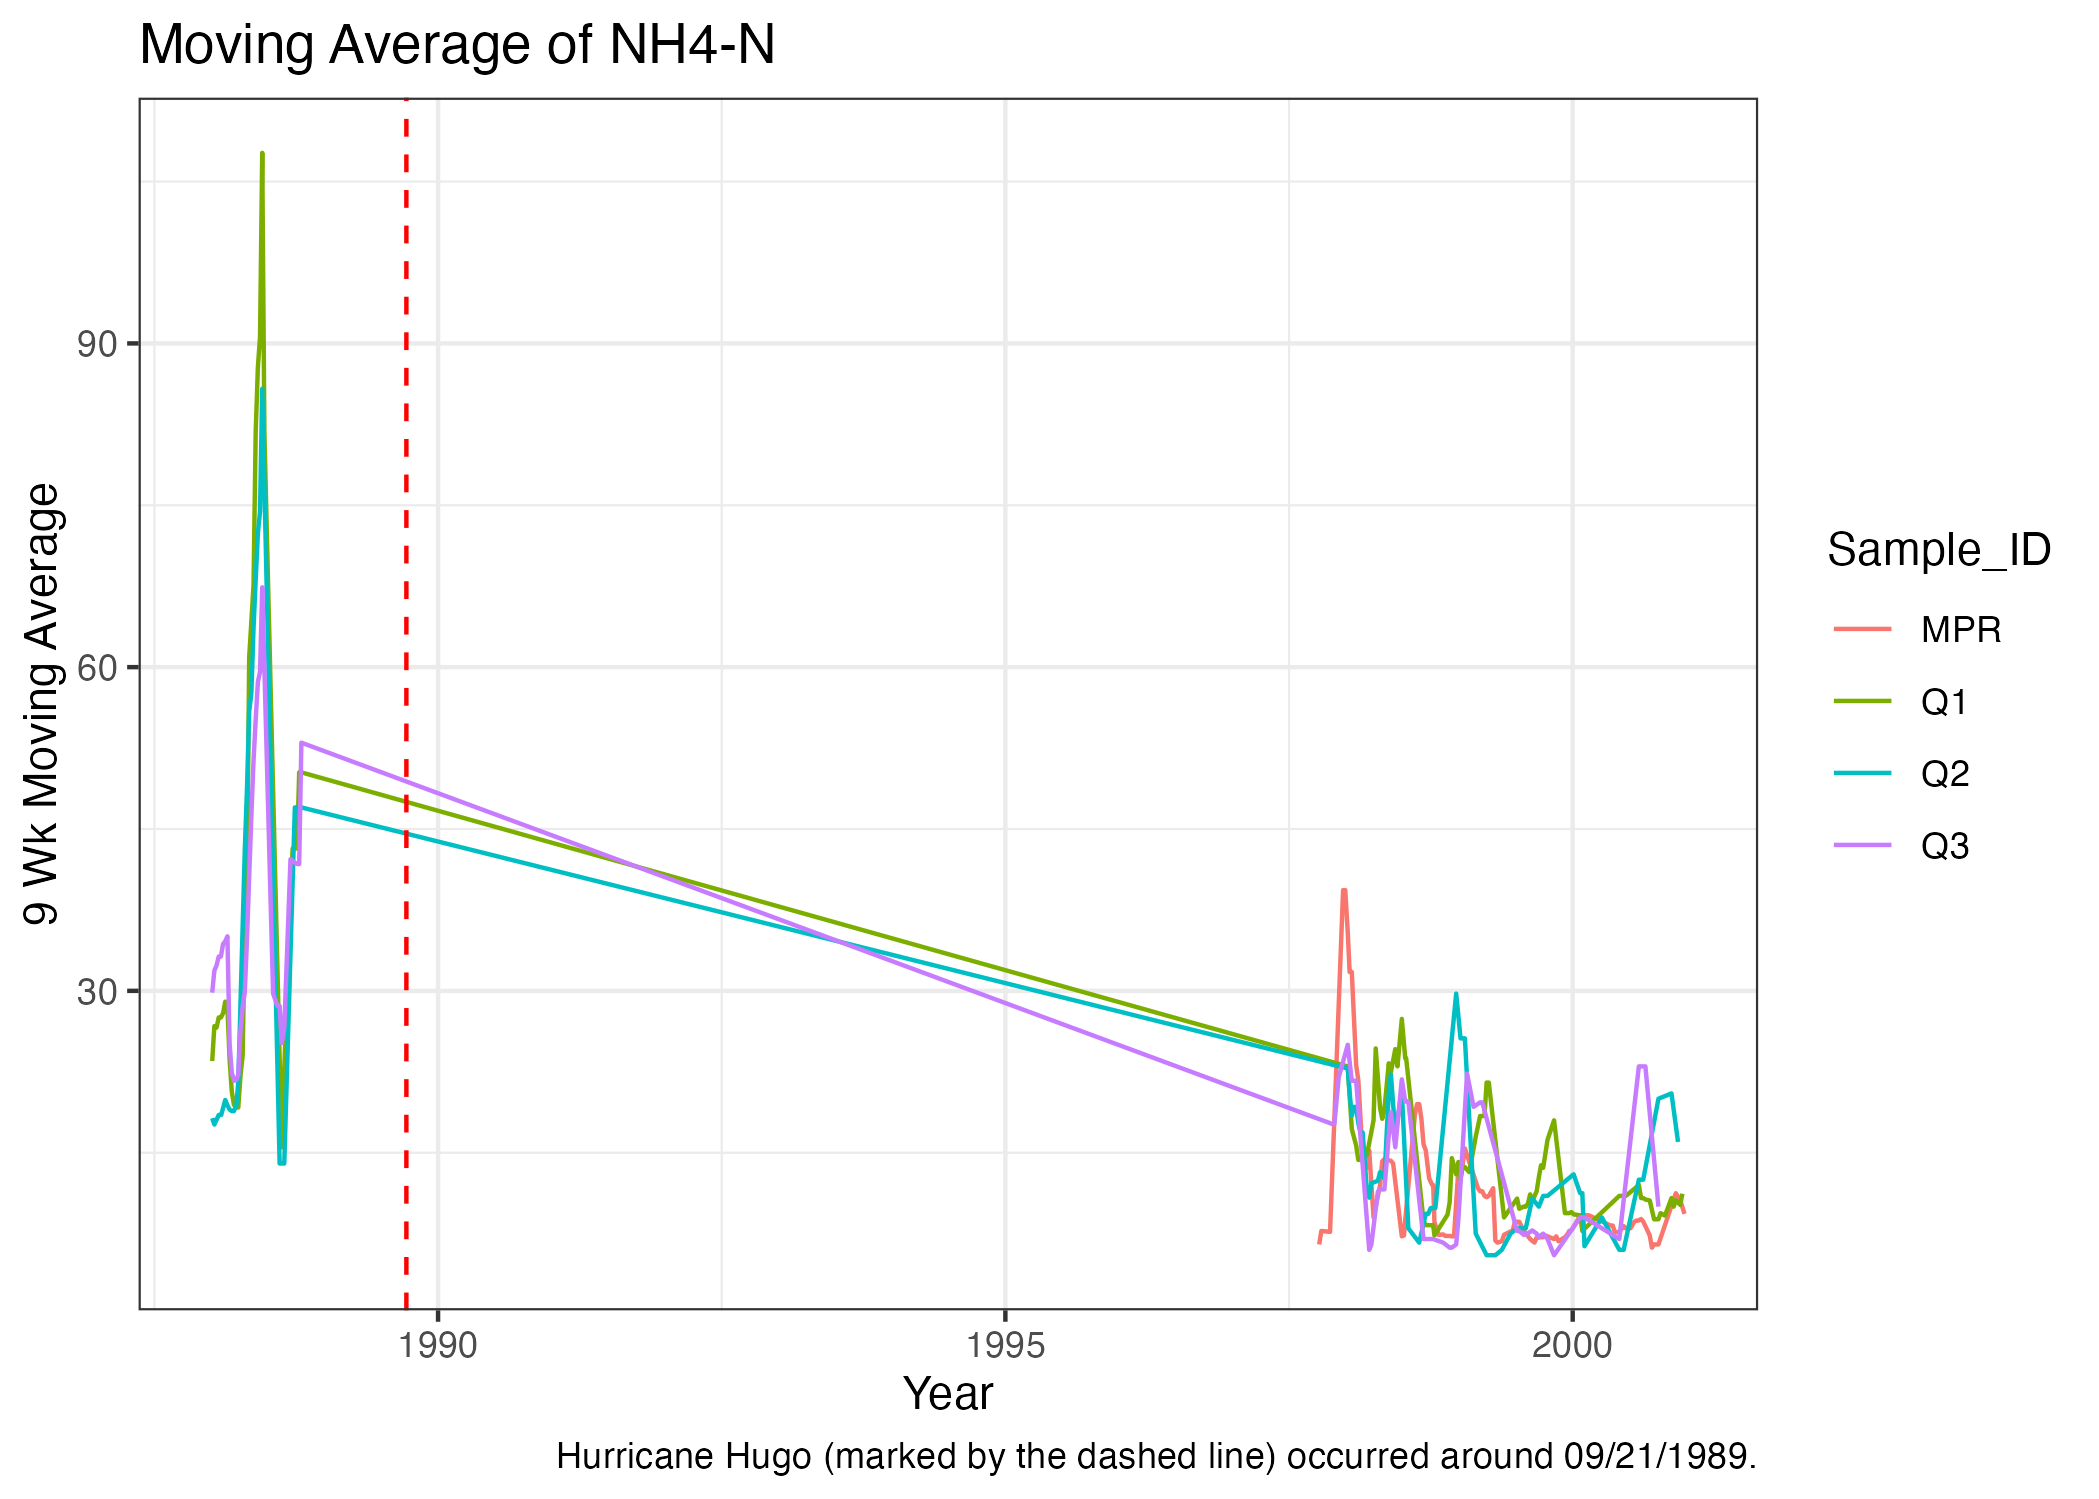 Moving Average of NH4-N
9 Wk Moving Average
90
60
30
1990
1995
2000
Year
Sample_ID
MPR
Q1
Q2
Q3
Hurricane Hugo (marked by the dashed line) occurred around 09/21/1989.